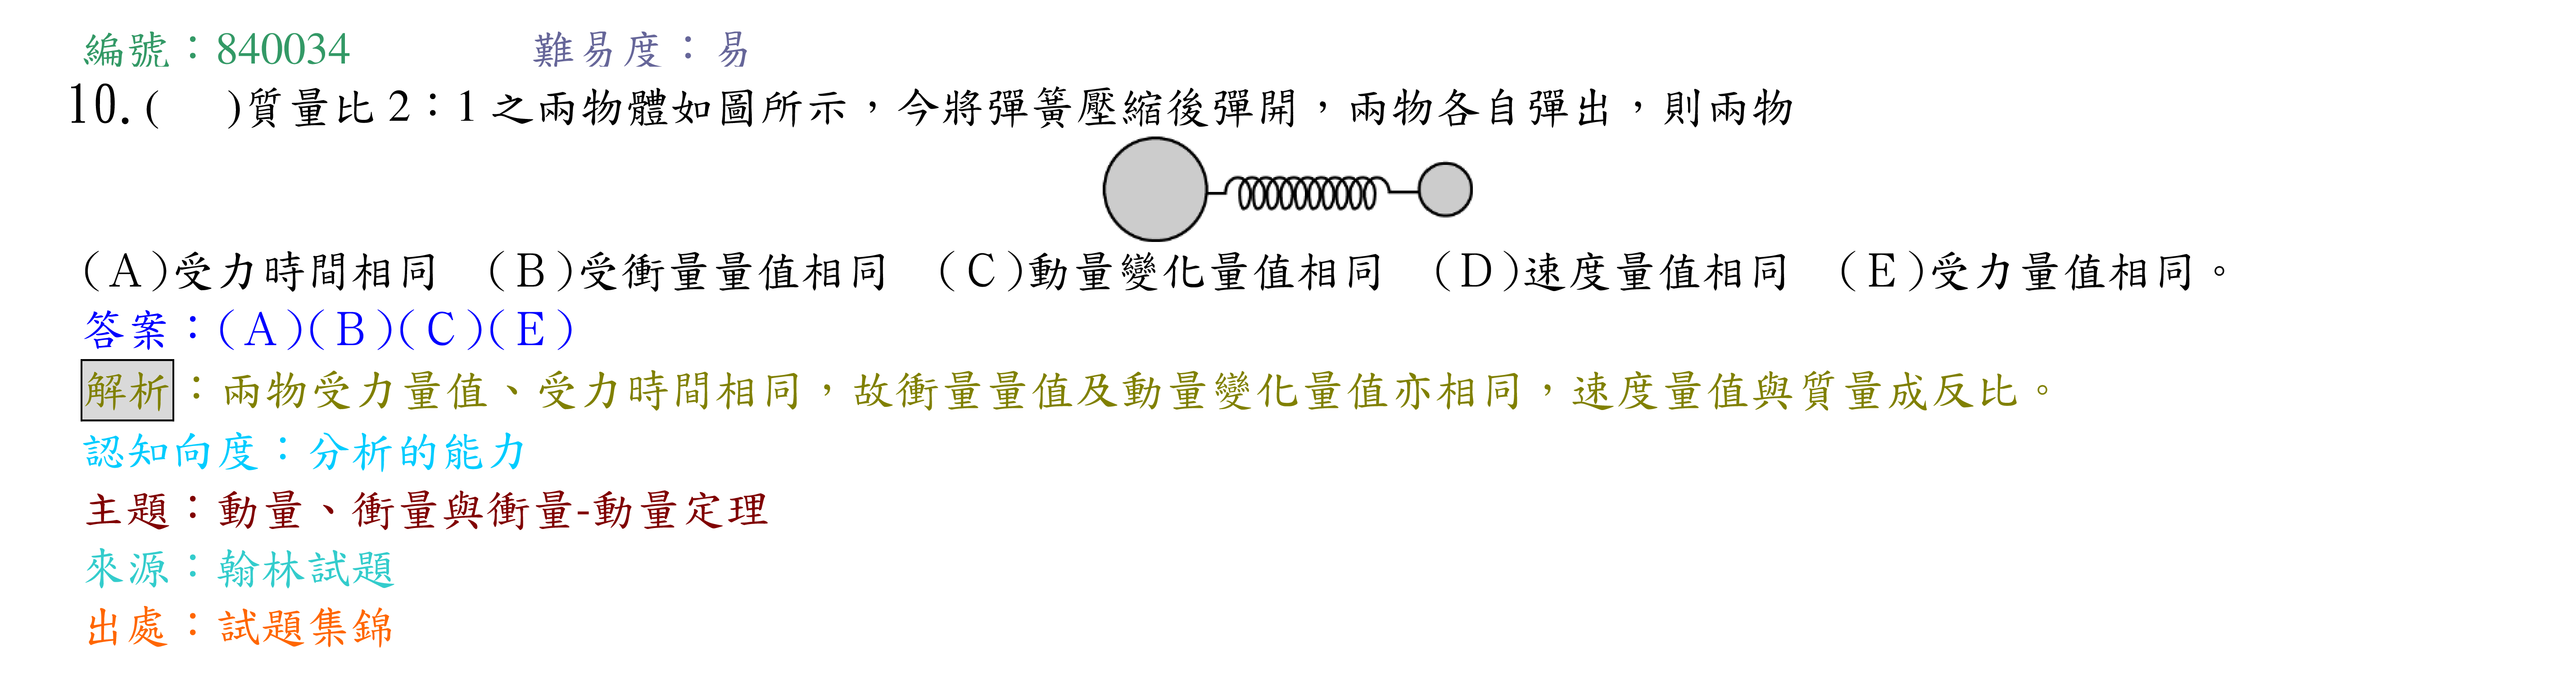 編號：840034 難易度：易
10.( )質量比 2：1 之兩物體如圖所示，今將彈簧壓縮後彈開，兩物各自彈出，則兩物
(A)受力時間相同 (B)受衝量量值相同 (C)動量變化量值相同 (D)速度量值相同 (E)受力量值相同。
答案：(A)(B)(C)(E)
解析：兩物受力量值、受力時間相同，故衝量量值及動量變化量值亦相同，速度量值與質量成反比。
認知向度：分析的能力
主題：動量、衝量與衝量-動量定理
來源：翰林試題
出處：試題集錦